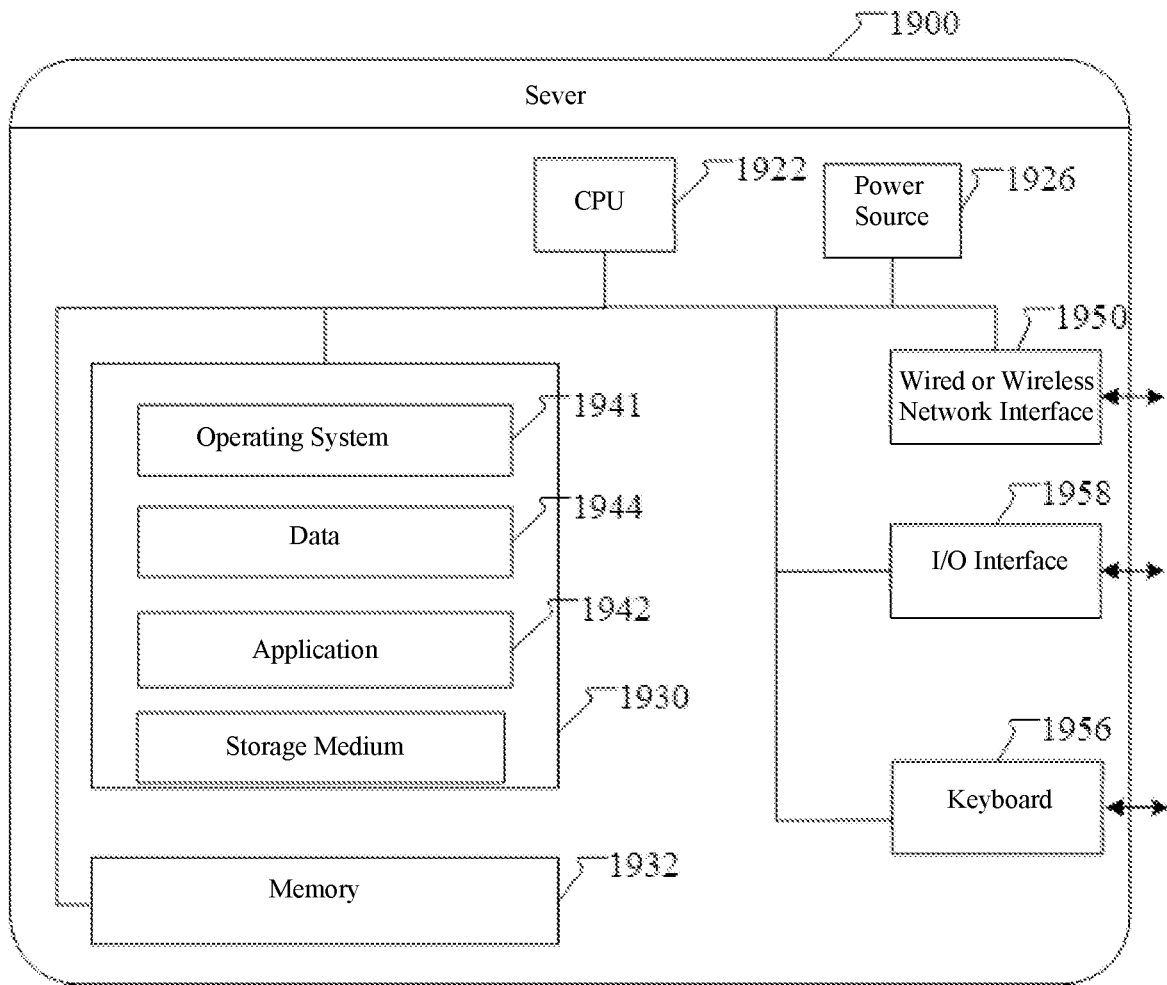 1900
Sever
CPU
1922
Power
Source
1926
1950
Wired or Wireless
Network Interface
Operating System
1941
Data
1944
1958
I/O Interface
Application
1942
Storage Medium
1930
1956
Keyboard
Memory
1932